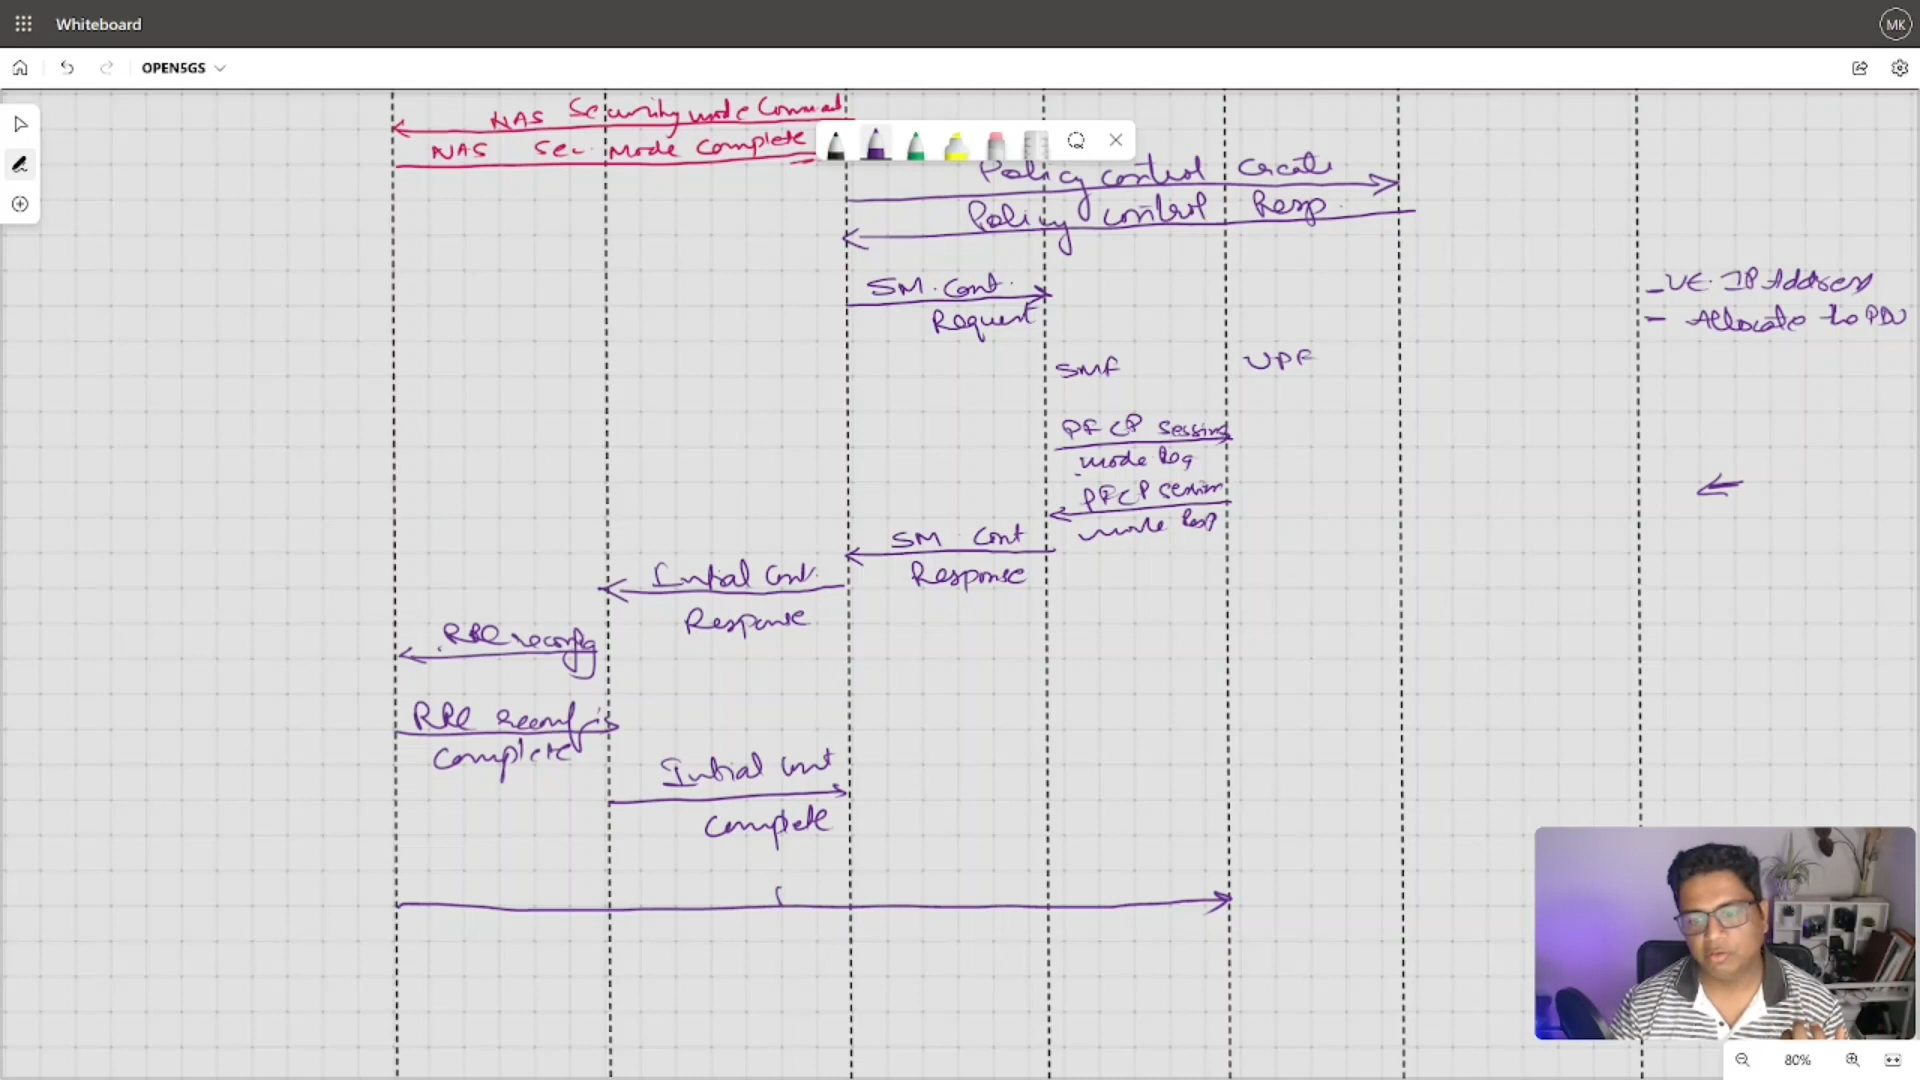 Whiteboard
MK
OPEN5GS
NAS Security mode Command
NAS Sec. Mode Complete
Policy control Create
Policy control Resp.
SM. Cont.
Request
- UE. IP Address
- Allocate to PDU
SMF
UPF
PFCP Session
mode Req
PFCP Session
mode Resp
SM. Cont
Response
Initial Cont.
Response
RRC reconfig
RRC reconfig
Complete
Initial Cont
Complete
80%